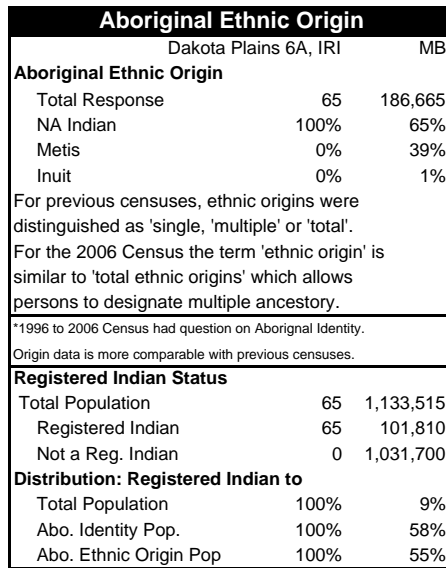 Aboriginal Ethnic Origin
Dakota Plains 6A, IRI MB
Aboriginal Ethnic Origin
Total Response 65 186,665
NA Indian 100% 65%
Metis 0% 39%
Inuit 0% 1%
For previous censuses, ethnic origins were
distinguished as 'single, 'multiple' or 'total'.
For the 2006 Census the term 'ethnic origin' is
similar to 'total ethnic origins' which allows
persons to designate multiple ancestory.
*1996 to 2006 Census had question on Aborignal Identity.
Origin data is more comparable with previous censuses.
Registered Indian Status
Total Population 65 1,133,515
Registered Indian 65 101,810
Not a Reg. Indian 0 1,031,700
Distribution: Registered Indian to
Total Population 100% 9%
Abo. Identity Pop. 100% 58%
Abo. Ethnic Origin Pop 100% 55%